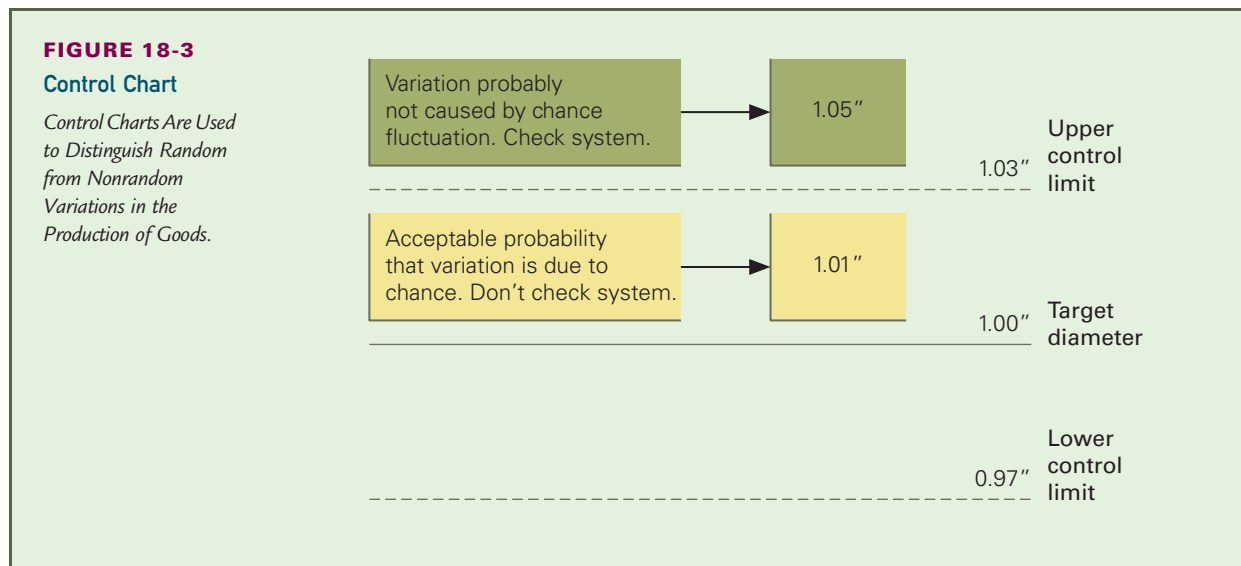 FIGURE 18-3
Control Chart
Control Charts Are Used
to Distinguish Random
from Nonrandom
Variations in the
Production of Goods.
Variation probably
not caused by chance
fluctuation. Check system.
1.05″
1.03″
Upper
control
limit
Acceptable probability
that variation is due to
chance. Don’t check system.
1.01″
1.00″
Target
diameter
0.97″
Lower
control
limit